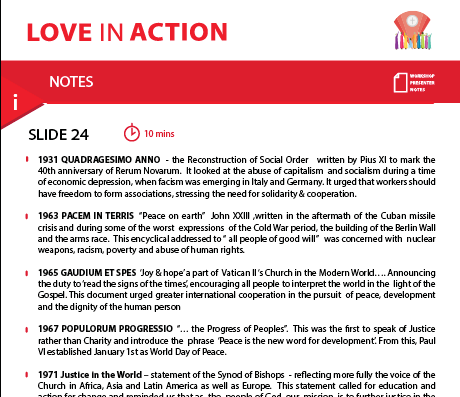 LOVE IN ACTION
NOTES
WORKSHOP
PRESENTER
NOTES
i
SLIDE 24
10 mins
1931 QUADRAGESIMO ANNO - the Reconstruction of Social Order written by Pius XI to mark the
40th anniversary of Rerum Novarum. It looked at the abuse of capitalism and socialism during a time
of economic depression, when facism was emerging in Italy and Germany. It urged that workers should
have freedom to form associations, stressing the need for solidarity & cooperation.
1963 PACEM IN TERRIS "Peace on earth" John XXIII ,written in the aftermath of the Cuban missile
crisis and during some of the worst expressions of the Cold War period, the building of the Berlin Wall
and the arms race. This encyclical addressed to " all people of good will" was concerned with nuclear
weapons, racism, poverty and abuse of human rights.
1965 GAUDIUM ET SPES 'Joy & hope' a part of Vatican II 's Church in the Modern World…. Announcing
the duty to 'read the signs of the times', encouraging all people to interpret the world in the light of the
Gospel. This document urged greater international cooperation in the pursuit of peace, development
and the dignity of the human person
1967 POPULORUM PROGRESSIO "… the Progress of Peoples". This was the first to speak of Justice
rather than Charity and introduce the phrase 'Peace is the new word for development'. From this, Paul
VI established January 1st as World Day of Peace.
1971 Justice in the World – statement of the Synod of Bishops - reflecting more fully the voice of the
Church in Africa, Asia and Latin America as well as Europe. This statement called for education and
action for change and reminded us that as the people of God our mission is to further justice in the